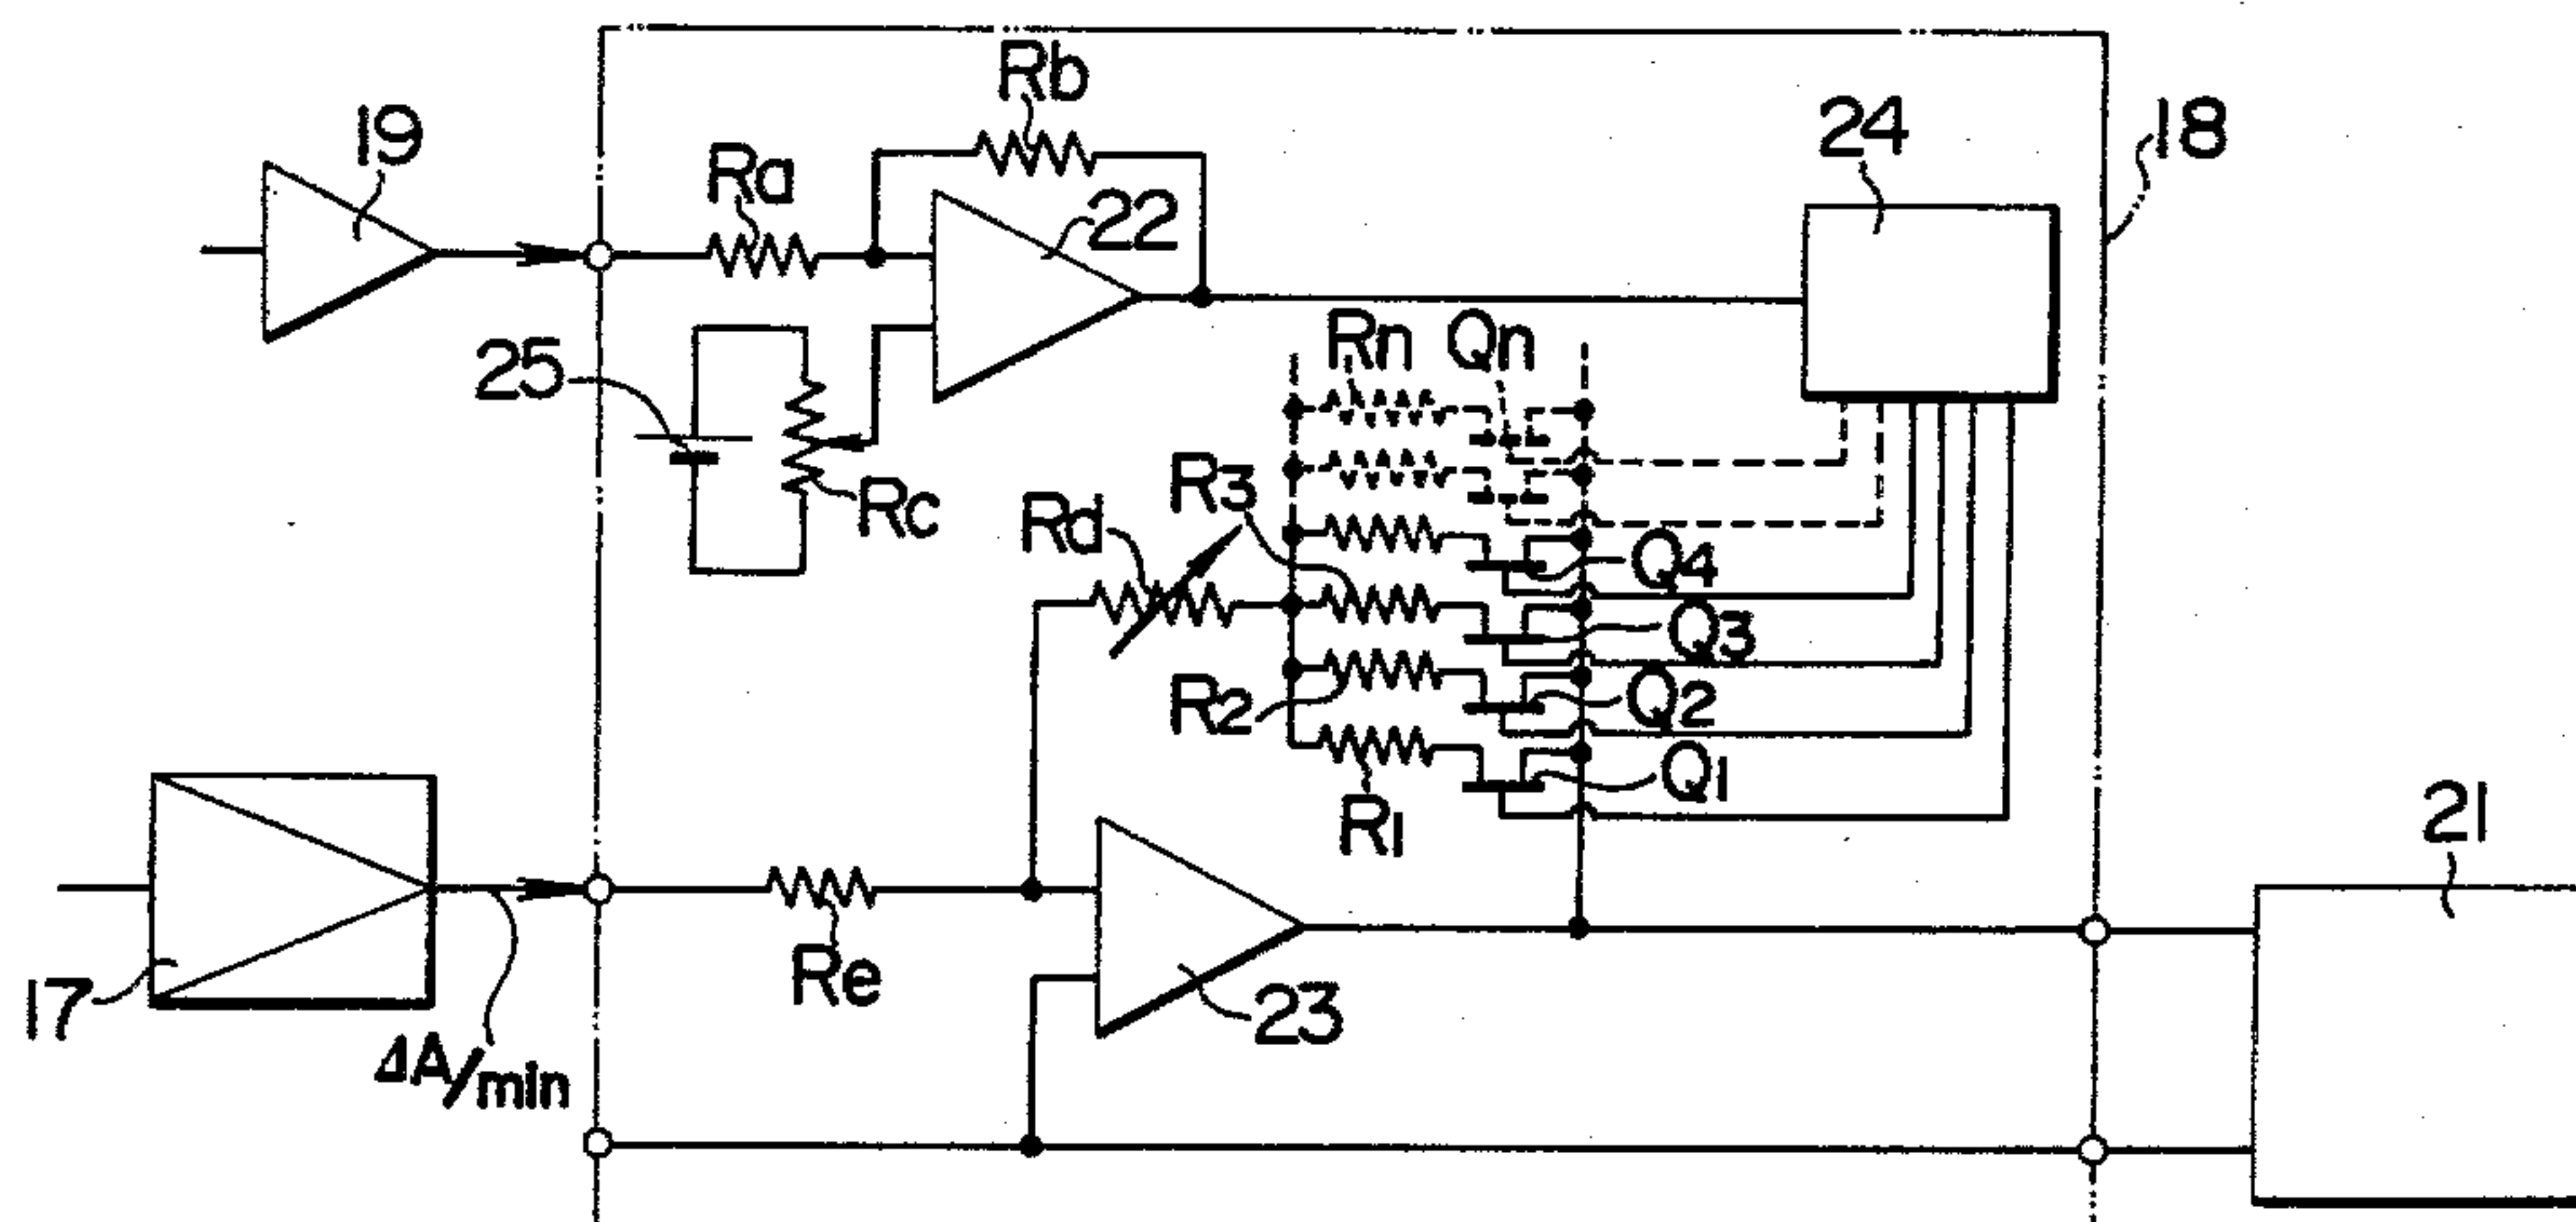 Rb
19
Ra
24
18
22
25
Rn
Qn
R3
Rc
Rd
Q4
Q3
R2
Q2
Q1
R1
21
Re
17
23
ΔA/min